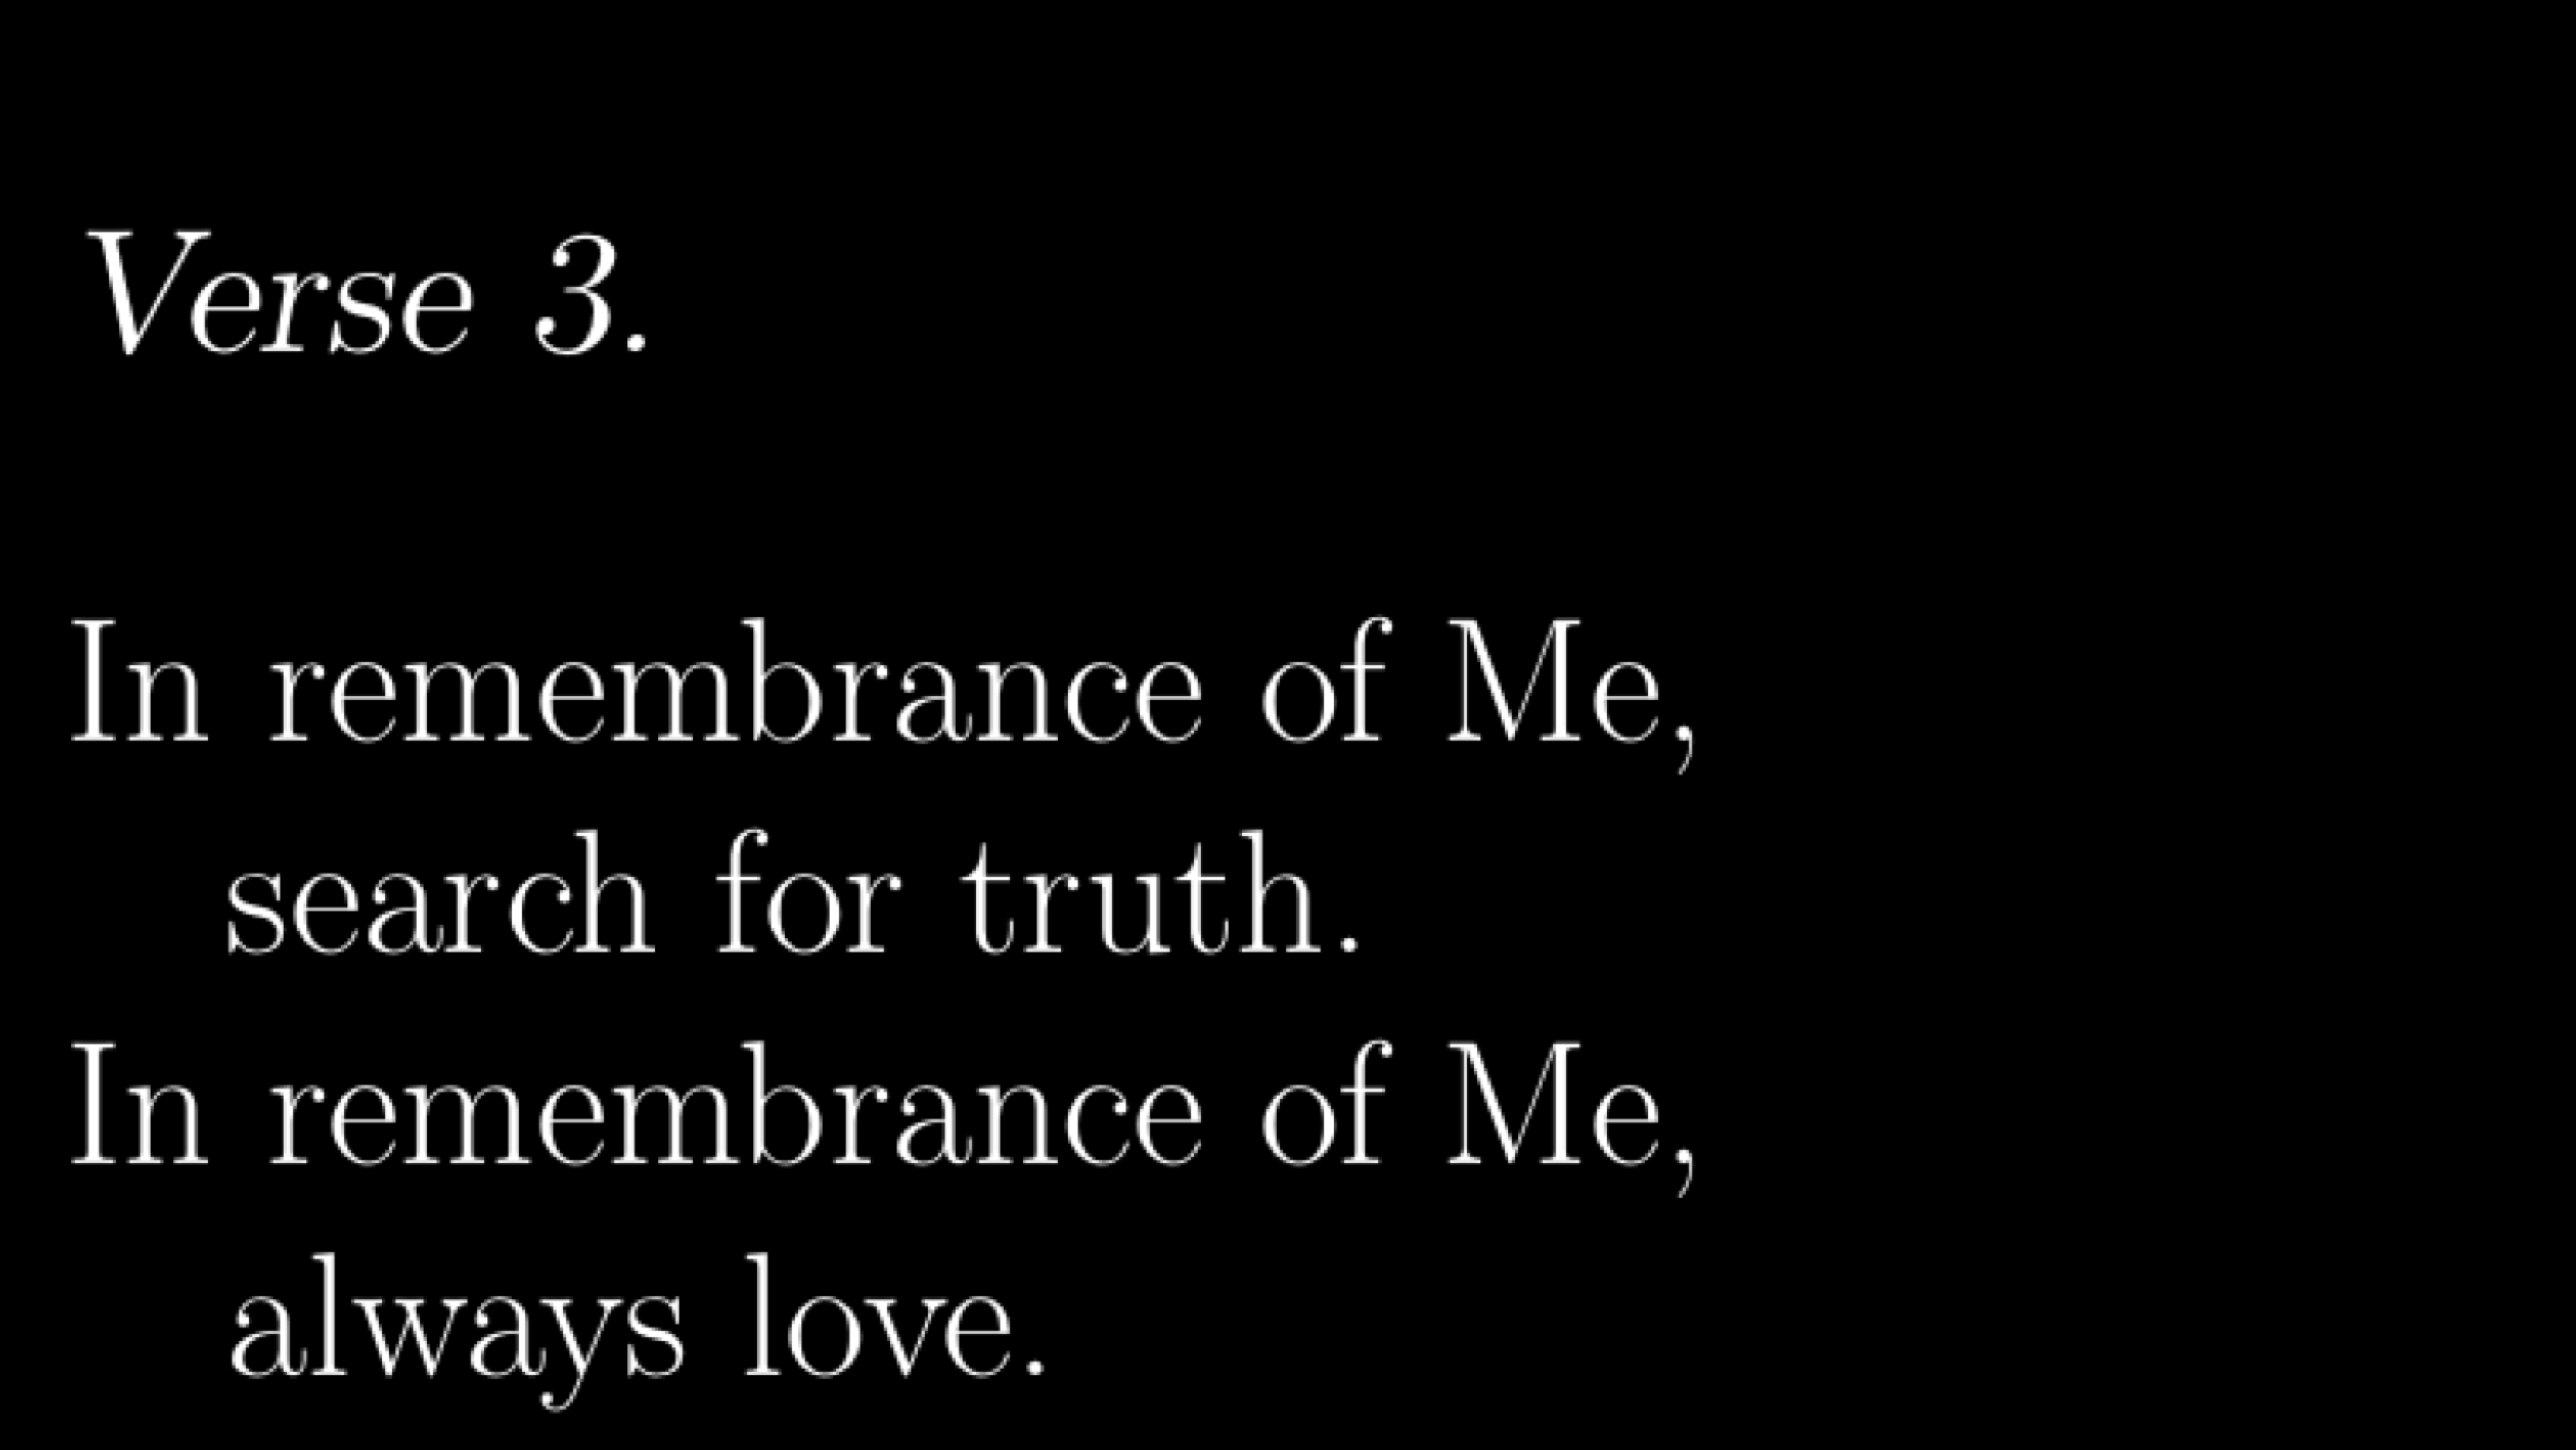 Verse 3.
In remembrance of Me,
search for truth.
In remembrance of Me,
always love.